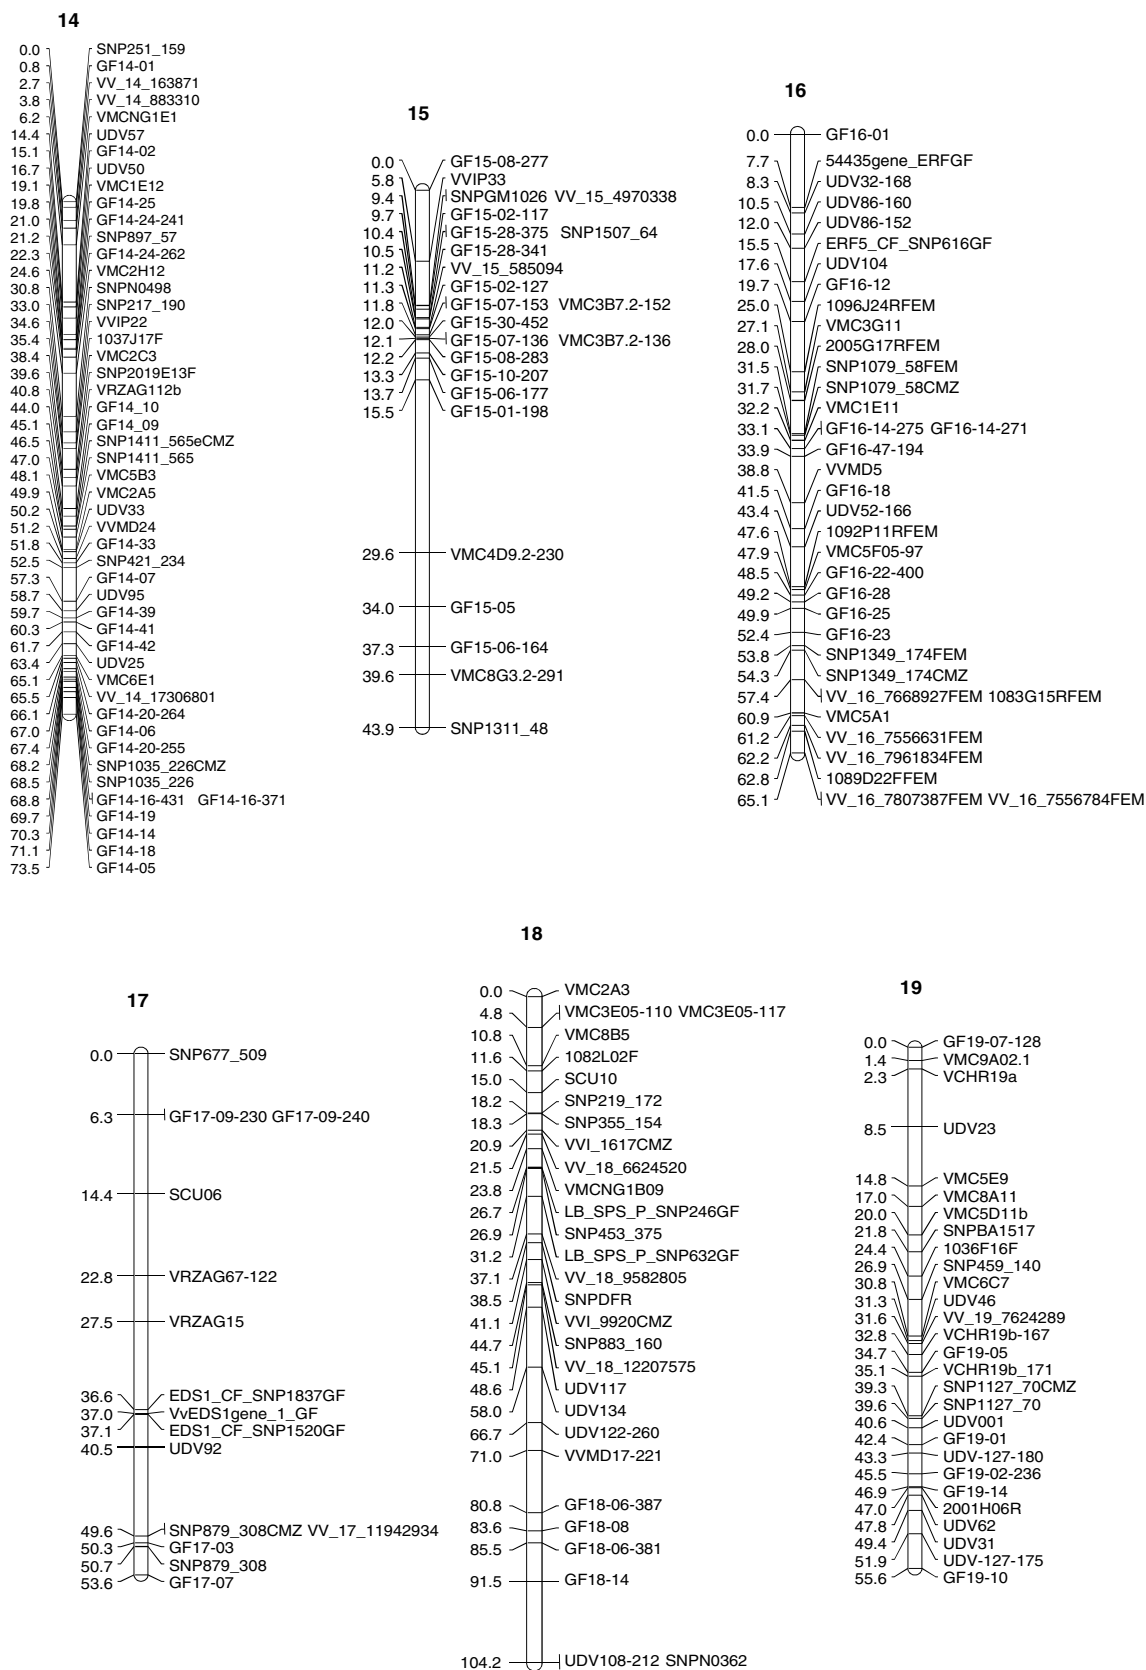 14
0.0 SNP251_159
0.8 GF14-01
2.7 VV_14_163871
3.8 VV_14_883310
6.2 VMCNG1E1
14.4 UDV57
15.1 GF14-02
16.7 UDV50
19.1 VMC1E12
19.8 GF14-25
21.0 GF14-24-241
21.2 SNP897_57
22.3 GF14-24-262
24.6 VMC2H12
30.8 SNPN0498
33.0 SNP217_190
34.6 VVIP22
35.4 1037J17F
38.4 VMC2C3
39.6 SNP2019E13F
40.8 VRZAG112b
44.0 GF14_10
45.1 GF14_09
46.5 SNP1411_565eCMZ
47.0 SNP1411_565
48.1 VMC5B3
49.9 VMC2A5
50.2 UDV33
51.2 VVMD24
51.8 GF14-33
52.5 SNP421_234
57.3 GF14-07
58.7 UDV95
59.7 GF14-39
60.3 GF14-41
61.7 GF14-42
63.4 UDV25
65.1 VMC6E1
65.5 VV_14_17306801
66.1 GF14-20-264
67.0 GF14-06
67.4 GF14-20-255
68.2 SNP1035_226CMZ
68.5 SNP1035_226
68.8 GF14-16-431 GF14-16-371
69.7 GF14-19
70.3 GF14-14
71.1 GF14-18
73.5 GF14-05
15
0.0 GF15-08-277
5.8 VVIP33
9.4 SNPGM1026 VV_15_4970338
9.7 GF15-02-117
10.4 GF15-28-375 SNP1507_64
10.5 GF15-28-341
11.2 VV_15_585094
11.3 GF15-02-127
11.8 GF15-07-153 VMC3B7.2-152
12.0 GF15-30-452
12.1 GF15-07-136 VMC3B7.2-136
12.2 GF15-08-283
13.3 GF15-10-207
13.7 GF15-06-177
15.5 GF15-01-198
29.6 VMC4D9.2-230
34.0 GF15-05
37.3 GF15-06-164
39.6 VMC8G3.2-291
43.9 SNP1311_48
16
0.0 GF16-01
7.7 54435gene_ERFGF
8.3 UDV32-168
10.5 UDV86-160
12.0 UDV86-152
15.5 ERF5_CF_SNP616GF
17.6 UDV104
19.7 GF16-12
25.0 1096J24RFEM
27.1 VMC3G11
28.0 2005G17RFEM
31.5 SNP1079_58FEM
31.7 SNP1079_58CMZ
32.2 VMC1E11
33.1 GF16-14-275 GF16-14-271
33.9 GF16-47-194
38.8 VVMD5
41.5 GF16-18
43.4 UDV52-166
47.6 1092P11RFEM
47.9 VMC5F05-97
48.5 GF16-22-400
49.2 GF16-28
49.9 GF16-25
52.4 GF16-23
53.8 SNP1349_174FEM
54.3 SNP1349_174CMZ
57.4 VV_16_7668927FEM 1083G15RFEM
60.9 VMC5A1
61.2 VV_16_7556631FEM
62.2 VV_16_7961834FEM
62.8 1089D22FFEM
65.1 VV_16_7807387FEM VV_16_7556784FEM
17
0.0 SNP677_509
6.3 GF17-09-230 GF17-09-240
14.4 SCU06
22.8 VRZAG67-122
27.5 VRZAG15
36.6 EDS1_CF_SNP1837GF
37.0 VvEDS1gene_1_GF
37.1 EDS1_CF_SNP1520GF
40.5 UDV92
49.6 SNP879_308CMZ VV_17_11942934
50.3 GF17-03
50.7 SNP879_308
53.6 GF17-07
18
0.0 VMC2A3
4.8 VMC3E05-110 VMC3E05-117
10.8 VMC8B5
11.6 1082L02F
15.0 SCU10
18.2 SNP219_172
18.3 SNP355_154
20.9 VVI_1617CMZ
21.5 VV_18_6624520
23.8 VMCNG1B09
26.7 LB_SPS_P_SNP246GF
26.9 SNP453_375
31.2 LB_SPS_P_SNP632GF
37.1 VV_18_9582805
38.5 SNPDFR
41.1 VVI_9920CMZ
44.7 SNP883_160
45.1 VV_18_12207575
48.6 UDV117
58.0 UDV134
66.7 UDV122-260
71.0 VVMD17-221
80.8 GF18-06-387
83.6 GF18-08
85.5 GF18-06-381
91.5 GF18-14
104.2 UDV108-212 SNPN0362
19
0.0 GF19-07-128
1.4 VMC9A02.1
2.3 VCHR19a
8.5 UDV23
14.8 VMC5E9
17.0 VMC8A11
20.0 VMC5D11b
21.8 SNPBA1517
24.4 1036F16F
26.9 SNP459_140
30.8 VMC6C7
31.3 UDV46
31.6 VV_19_7624289
32.8 VCHR19b-167
34.7 GF19-05
35.1 VCHR19b_171
39.3 SNP1127_70CMZ
39.6 SNP1127_70
40.6 UDV001
42.4 GF19-01
43.3 UDV-127-180
45.5 GF19-02-236
46.9 GF19-14
47.0 2001H06R
47.8 UDV62
49.4 UDV31
51.9 UDV-127-175
55.6 GF19-10